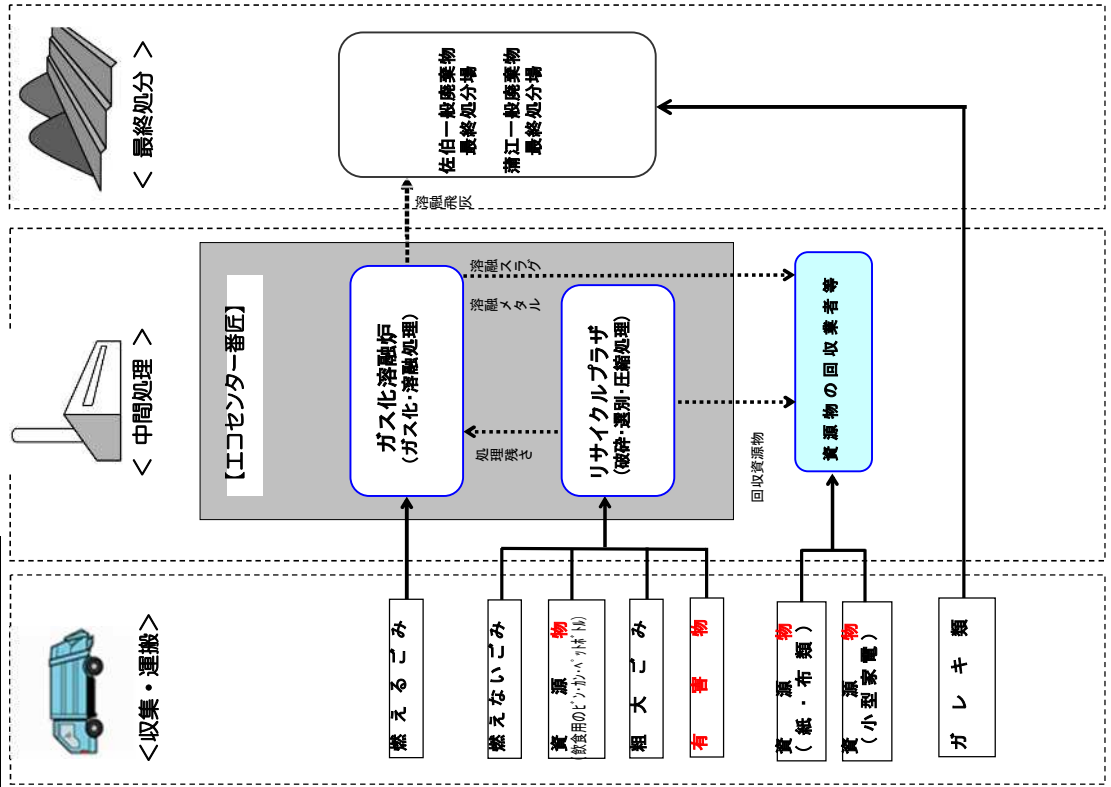 <収集・運搬>
燃えるごみ
燃えないごみ
資源物
(飲食用のビン・カン・ペットボトル)
粗大ごみ
有害物
資源物
(紙・布類)
資源物
(小型家電)
ガレキ類
< 中間処理 >
【エコセンター番匠】
ガス化溶融炉
(ガス化・溶融処理)
処理
残さ
リサイクルプラザ
(破砕・選別・圧縮処理)
溶融スラグ
溶融メタル
回収資源物
資源物の回収業者等
< 最終処分 >
溶融
飛灰
佐伯一般廃棄物
最終処分場
蒲江一般廃棄物
最終処分場